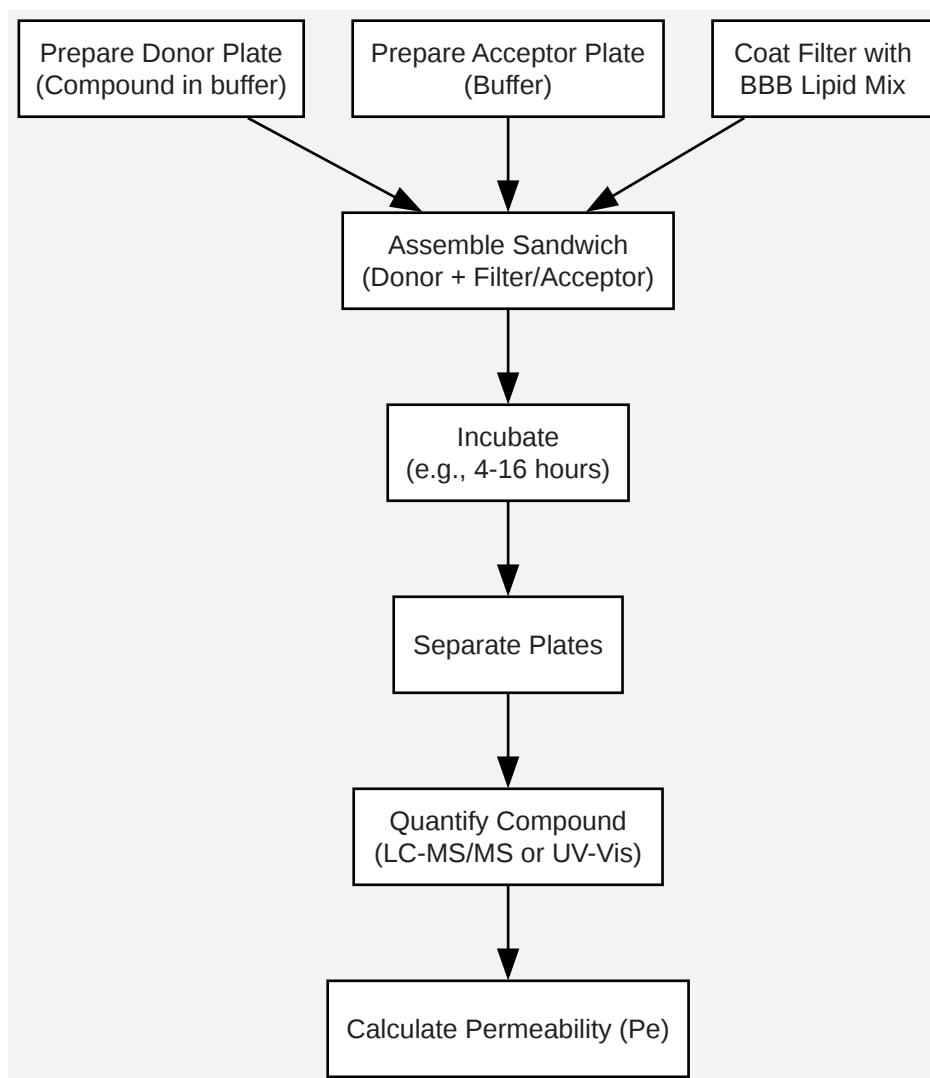 Prepare Donor Plate
(Compound in buffer)
Prepare Acceptor Plate
(Buffer)
Coat Filter with
BBB Lipid Mix
Assemble Sandwich
(Donor + Filter/Acceptor)
Incubate
(e.g., 4-16 hours)
Separate Plates
Quantify Compound
(LC-MS/MS or UV-Vis)
Calculate Permeability (Pe)